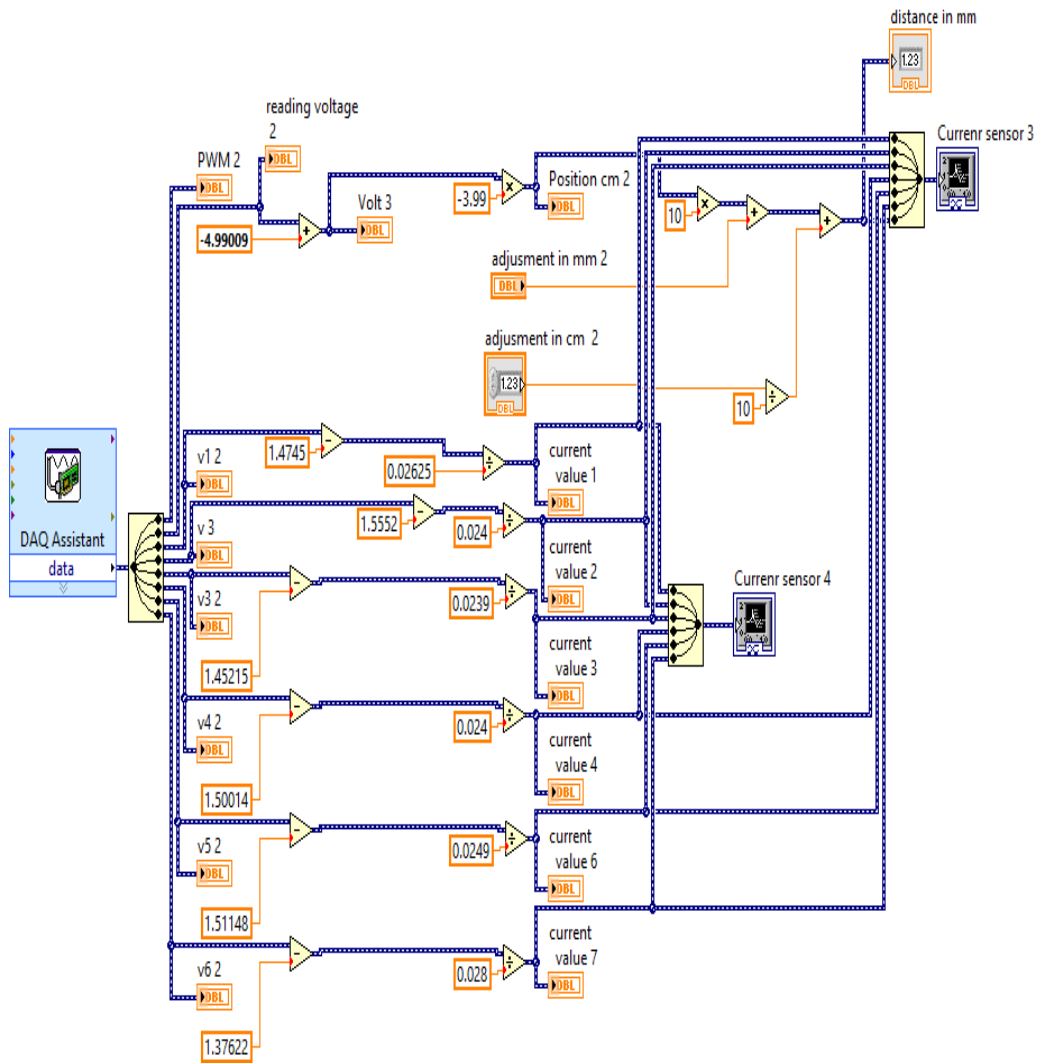 distance in mm
1.23
DBL
reading voltage
2
DBL
Currenr sensor 3
PWM 2
DBL
Position cm 2
DBL
-3.99
Volt 3
DBL
-4.99009
10
adjusment in mm 2
DBL
adjusment in cm 2
1.23
DBL
10
DAQ Assistant
data
v1 2
DBL
1.4745
0.02625
current
value 1
DBL
v 3
DBL
1.5552
0.024
current
value 2
DBL
v3 2
DBL
1.45215
0.0239
current
value 3
DBL
Currenr sensor 4
v4 2
DBL
1.50014
0.024
current
value 4
DBL
v5 2
DBL
1.51148
0.0249
current
value 6
DBL
v6 2
DBL
1.37622
0.028
current
value 7
DBL